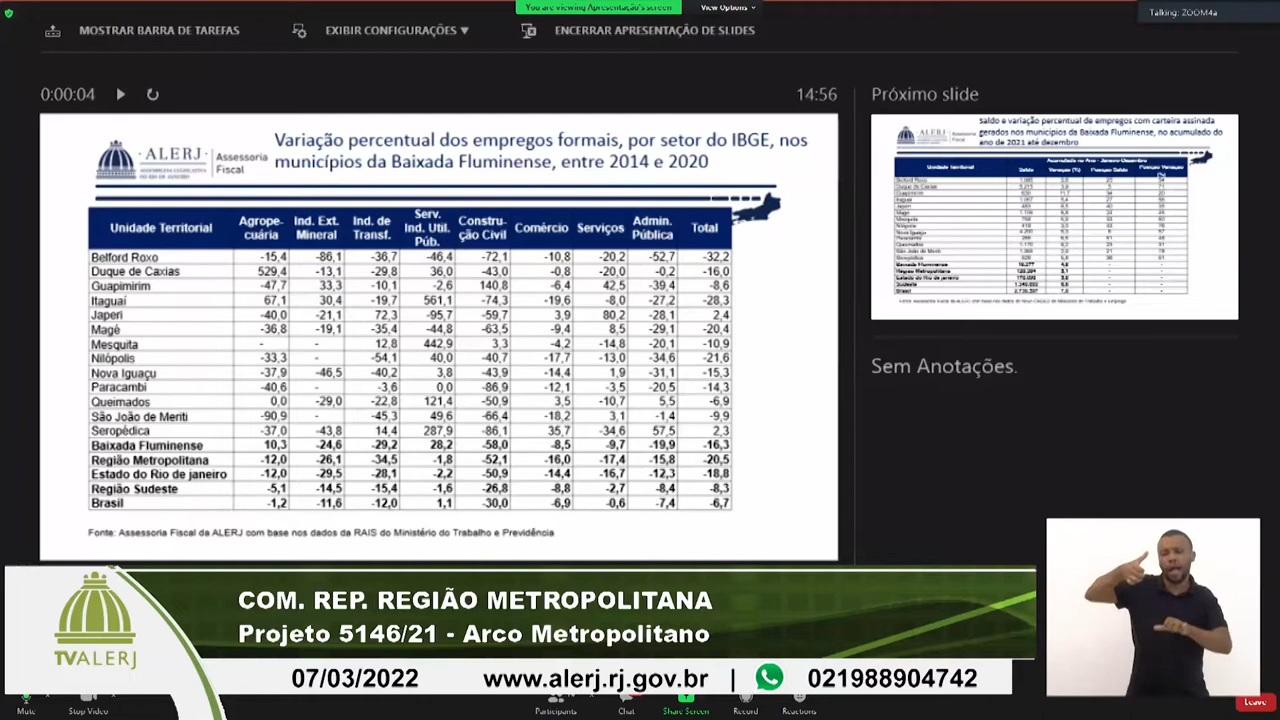 You are viewing Apresentação's screen View Options
Talking: ZOOM4a
MOSTRAR BARRA DE TAREFAS EXIBIR CONFIGURAÇÕES ▼ ENCERRAR APRESENTAÇÃO DE SLIDES
0:00:04 14:56
Próximo slide
ALERJ Assessoria Fiscal
Variação percentual dos empregos formais, por setor do IBGE, nos
municípios da Baixada Fluminense, entre 2014 e 2020
Unidade Territorial Agrope-cuária Ind. Ext. Mineral Ind. de Transf. Serv. Ind. Util. Púb. Constru-ção Civil Comércio Serviços Admin. Pública Total
Belford Roxo -10,8 -20,2 -52,7 -32,2
Duque de Caxias 529,4 -29,8 36,0 -43,0 -0,8 -20,0 -0,2 -16,0
Guapimirim -6,4 42,5 -39,4 -8,6
Itaguaí 67,1 -19,7 561,1 -74,3 -19,6 -8,0 -27,2 -28,3
Japeri -40,0 -21,1 72,3 -95,7 -59,7 3,9 80,2 -28,1 2,4
Magé -36,8 -19,1 -35,4 -44,8 -63,5 -9,4 8,5 -29,1 -20,4
Mesquita - - 12,8 442,9 3,3 -4,2 -14,8 -20,1 -10,9
Nilópolis -33,3 - -54,1 40,0 -40,7 -17,7 -13,0 -34,6 -21,6
Nova Iguaçu -37,9 -46,5 -40,2 3,8 -43,9 -14,4 1,9 -31,1 -15,3
Paracambi -40,6 - -3,6 0,0 -86,9 -12,1 -3,5 -20,5 -14,3
Queimados 0,0 -29,0 -22,8 121,4 -50,9 3,5 -10,7 5,5 -6,9
São João de Meriti -90,9 - -45,3 49,6 -66,4 -18,2 3,1 -1,4 -9,9
Seropédica -37,0 -43,8 14,4 287,9 -86,1 35,7 -34,6 57,5 2,3
Baixada Fluminense 10,3 -24,6 -29,2 28,2 -58,0 -8,5 -9,7 -19,9 -16,3
Região Metropolitana -12,0 -26,1 -34,5 -1,8 -52,1 -16,0 -17,4 -15,8 -20,5
Estado do Rio de janeiro -12,0 -29,5 -28,1 -2,2 -50,9 -14,4 -16,7 -12,3 -18,8
Região Sudeste -5,1 -14,5 -15,4 -1,6 -26,8 -8,8 -2,7 -8,4 -8,3
Brasil -1,2 -11,6 -12,0 1,1 -30,0 -6,9 -0,6 -7,4 -6,7
Fonte: Assessoria Fiscal da ALERJ com base nos dados da RAIS do Ministério do Trabalho e Previdência
ALERJ
saldo e variação percentual de empregos com carteira assinada
gerados nos municípios da Baixada Fluminense, no acumulado do
ano de 2021 até dezembro
Sem Anotações.
TVALERJ
COM. REP. REGIÃO METROPOLITANA
Projeto 5146/21 - Arco Metropolitano
07/03/2022 www.alerj.rj.gov.br | 021988904742
Mute Stop Video Participants Chat Share Screen Record Reactions Leave